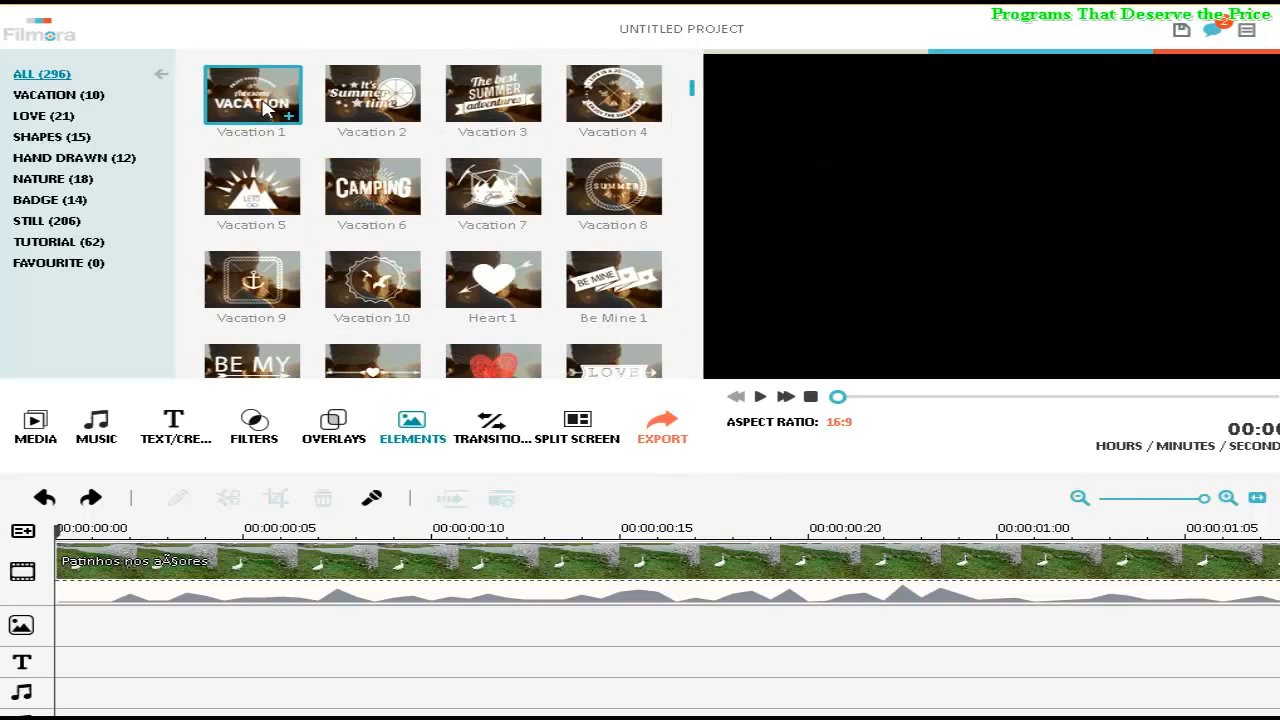 Programs That Deserve the Price
Filmora
UNTITLED PROJECT
2
ALL (296)
VACATION (10)
LOVE (21)
SHAPES (15)
HAND DRAWN (12)
NATURE (18)
BADGE (14)
STILL (206)
TUTORIAL (62)
FAVOURITE (0)
Awesome
VACATION
It's
Summer
time
The best
SUMMER
adventures
Vacation 1
Vacation 2
Vacation 3
Vacation 4
LETS
GO
CAMPING
SUMMER
Vacation 5
Vacation 6
Vacation 7
Vacation 8
BE MINE
Vacation 9
Vacation 10
Heart 1
Be Mine 1
BE MY
LOVE
MEDIA
MUSIC
TEXT/CRE...
FILTERS
OVERLAYS
ELEMENTS
TRANSITIO...
SPLIT SCREEN
EXPORT
ASPECT RATIO: 16:9
00:00
HOURS / MINUTES / SECOND
00:00:00:00
00:00:00:05
00:00:00:10
00:00:00:15
00:00:00:20
00:00:01:00
00:00:01:05
Patinhos nos aÃ§ores
T